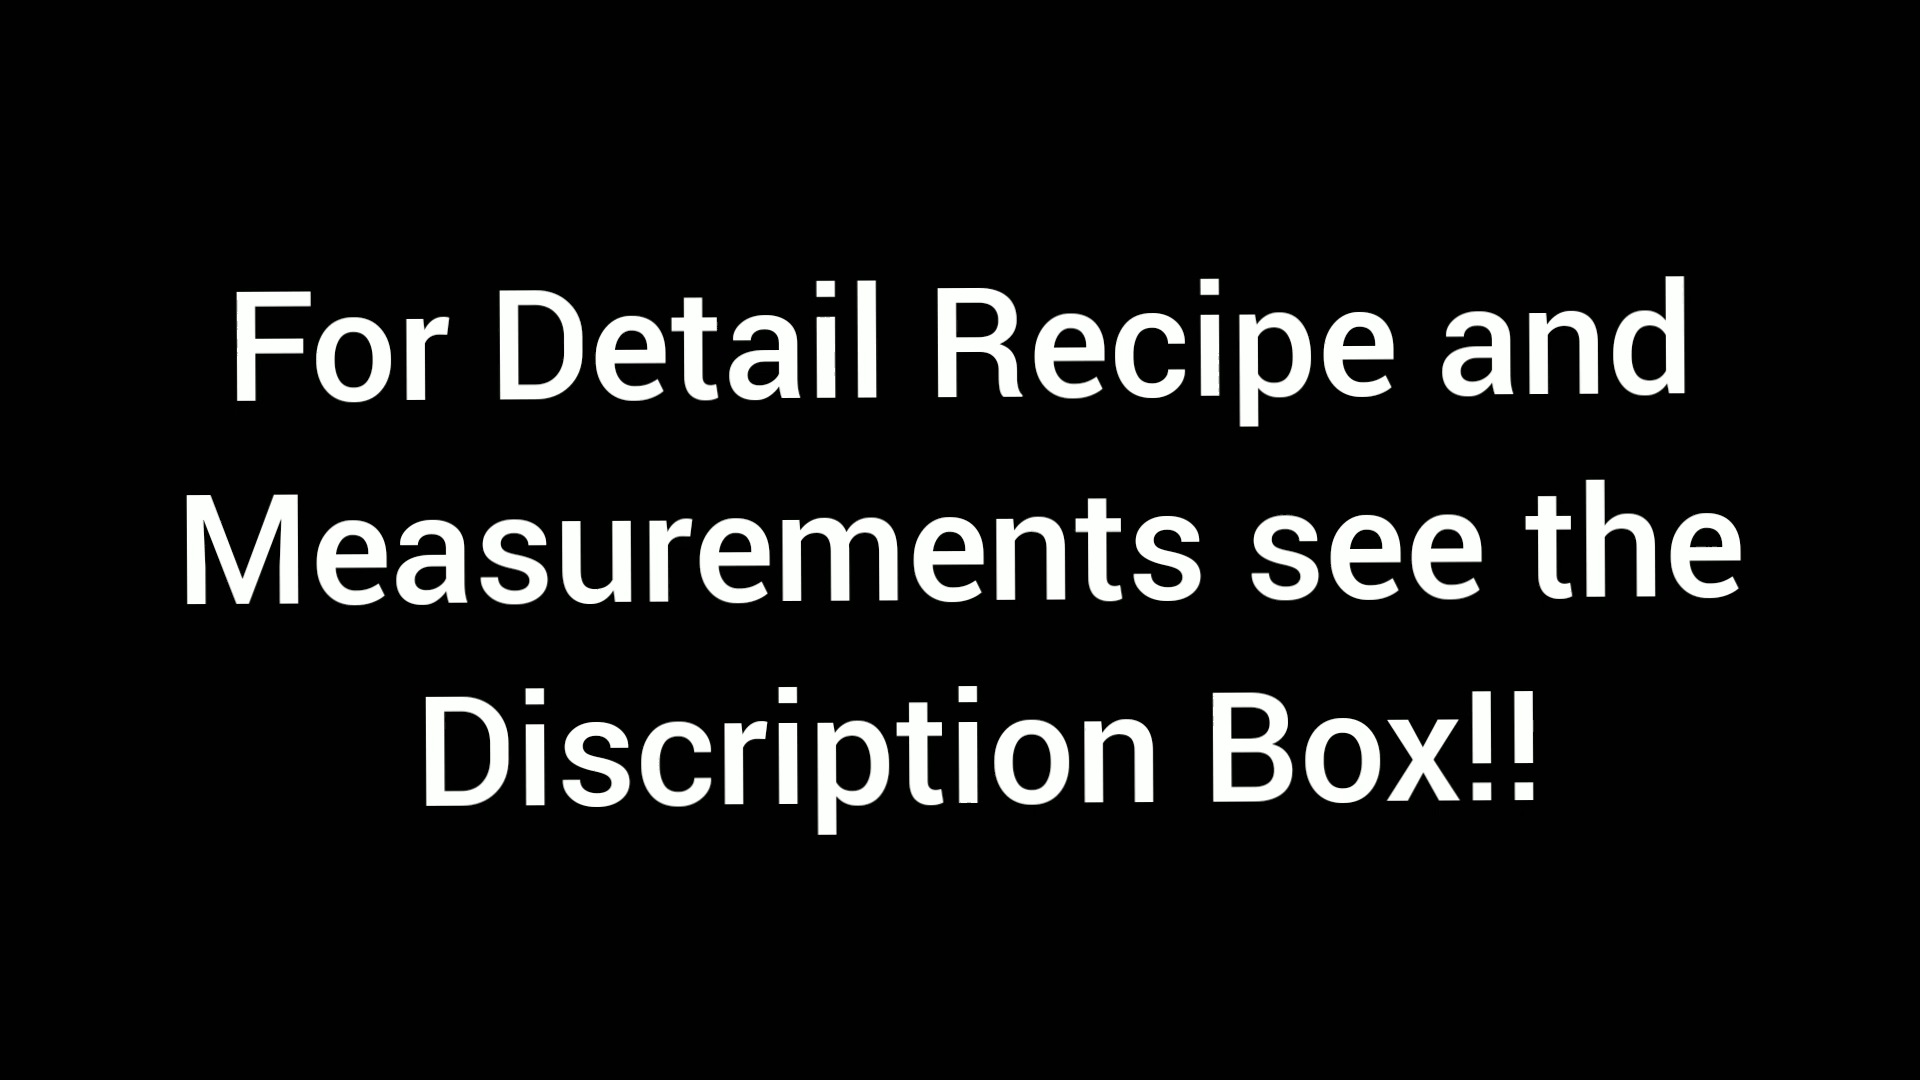 For Detail Recipe and
Measurements see the
Discription Box!!